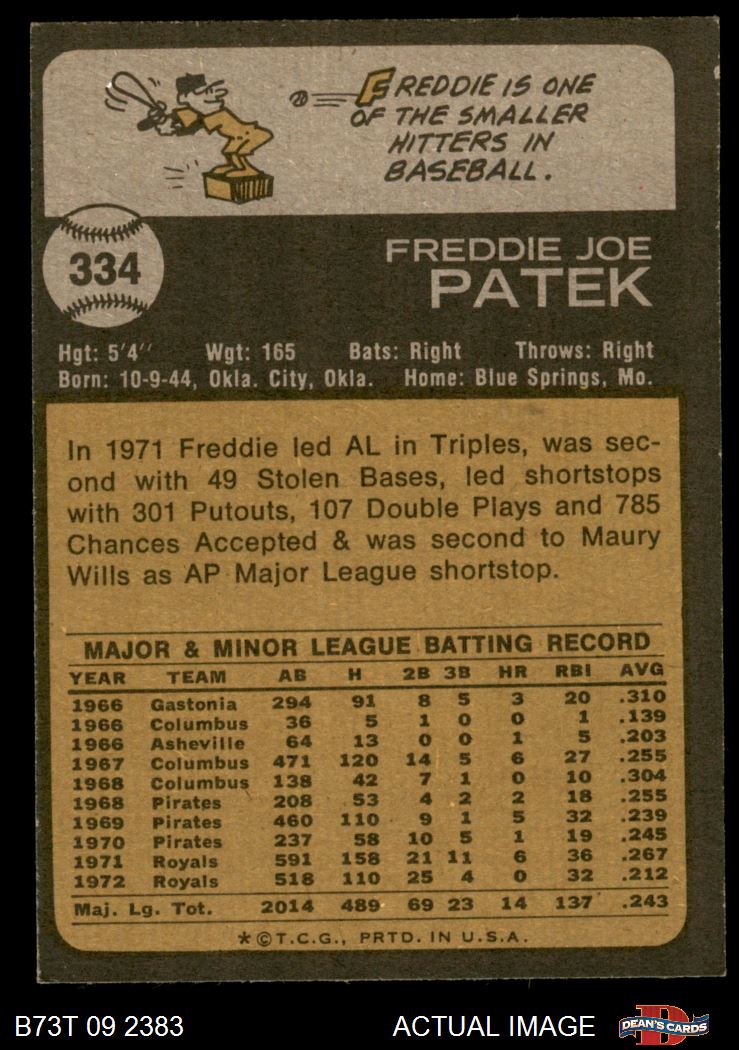 FREDDIE IS ONE
OF THE SMALLER
HITTERS IN
BASEBALL.
334
FREDDIE JOE
PATEK
Hgt: 5'4" Wgt: 165 Bats: Right Throws: Right
Born: 10-9-44, Okla. City, Okla. Home: Blue Springs, Mo.
In 1971 Freddie led AL in Triples, was sec-
ond with 49 Stolen Bases, led shortstops
with 301 Putouts, 107 Double Plays and 785
Chances Accepted & was second to Maury
Wills as AP Major League shortstop.
MAJOR & MINOR LEAGUE BATTING RECORD
YEAR TEAM AB H 2B 3B HR RBI AVG
1966 Gastonia 294 91 8 5 3 20 .310
1966 Columbus 36 5 1 0 0 1 .139
1966 Asheville 64 13 0 0 1 5 .203
1967 Columbus 471 120 14 5 6 27 .255
1968 Columbus 138 42 7 1 0 10 .304
1968 Pirates 208 53 4 2 2 18 .255
1969 Pirates 460 110 9 1 5 32 .239
1970 Pirates 237 58 10 5 1 19 .245
1971 Royals 591 158 21 11 6 36 .267
1972 Royals 518 110 25 4 0 32 .212
Maj. Lg. Tot. 2014 489 69 23 14 137 .243
*©T.C.G., PRTD. IN U.S.A.
B73T 09 2383 ACTUAL IMAGE D DEAN'S CARDS